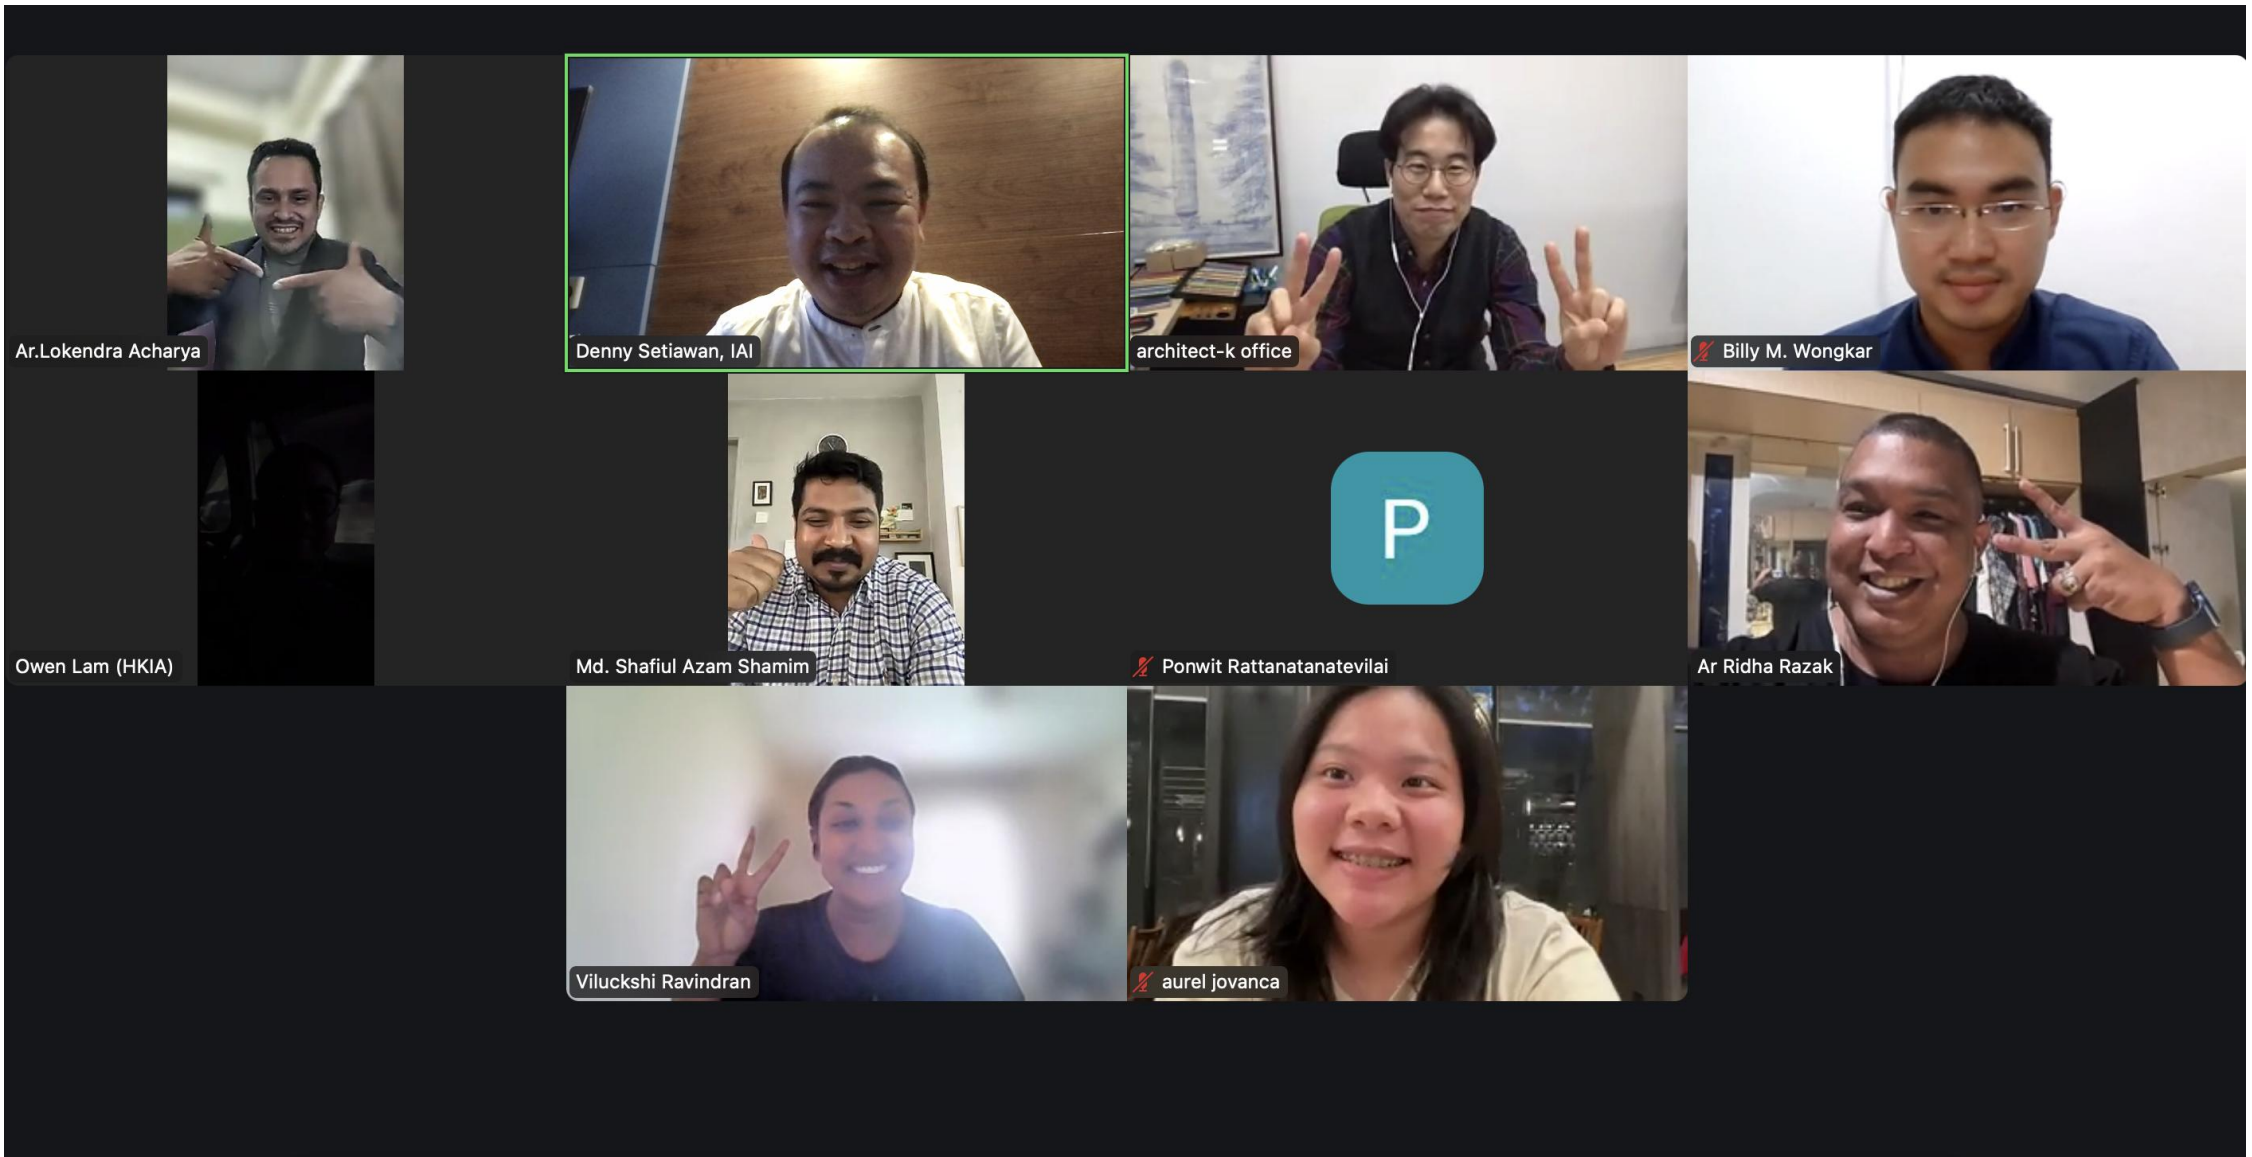 Ar.Lokendra Acharya
Denny Setiawan, IAI
architect-k office
Billy M. Wongkar
Owen Lam (HKIA)
Md. Shafiul Azam Shamim
P
Ponwit Rattanatanatevilai
Ar Ridha Razak
Viluckshi Ravindran
aurel jovanca